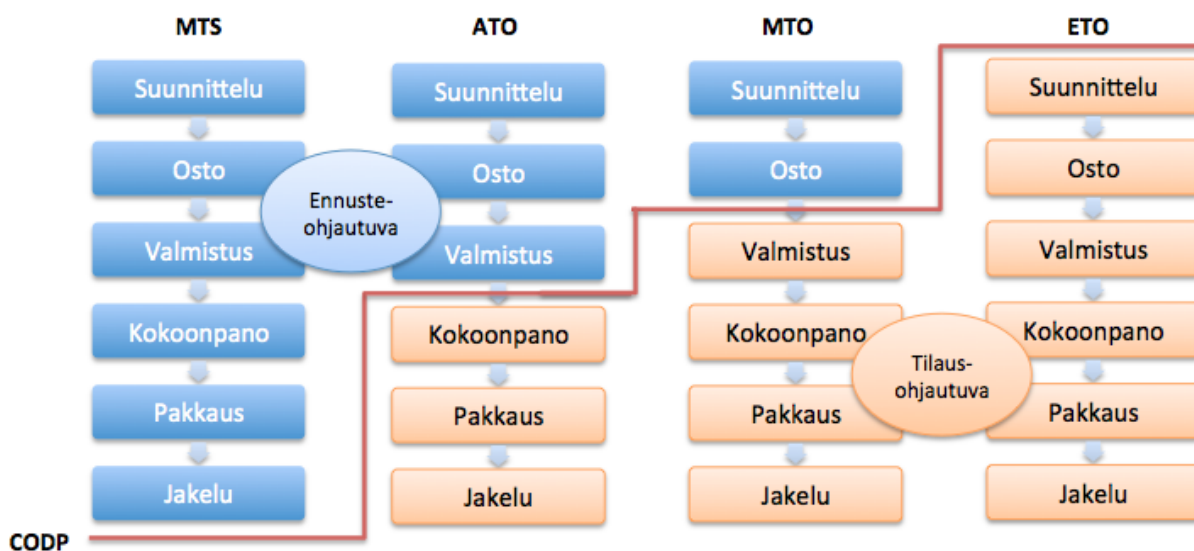 MTS
ATO
MTO
ETO
Suunnittelu
Suunnittelu
Suunnittelu
Suunnittelu
Osto
Osto
Osto
Osto
Ennuste-
ohjautuva
Valmistus
Valmistus
Valmistus
Valmistus
Kokoonpano
Kokoonpano
Kokoonpano
Kokoonpano
Tilaus-
ohjautuva
Pakkaus
Pakkaus
Pakkaus
Pakkaus
Jakelu
Jakelu
Jakelu
Jakelu
CODP